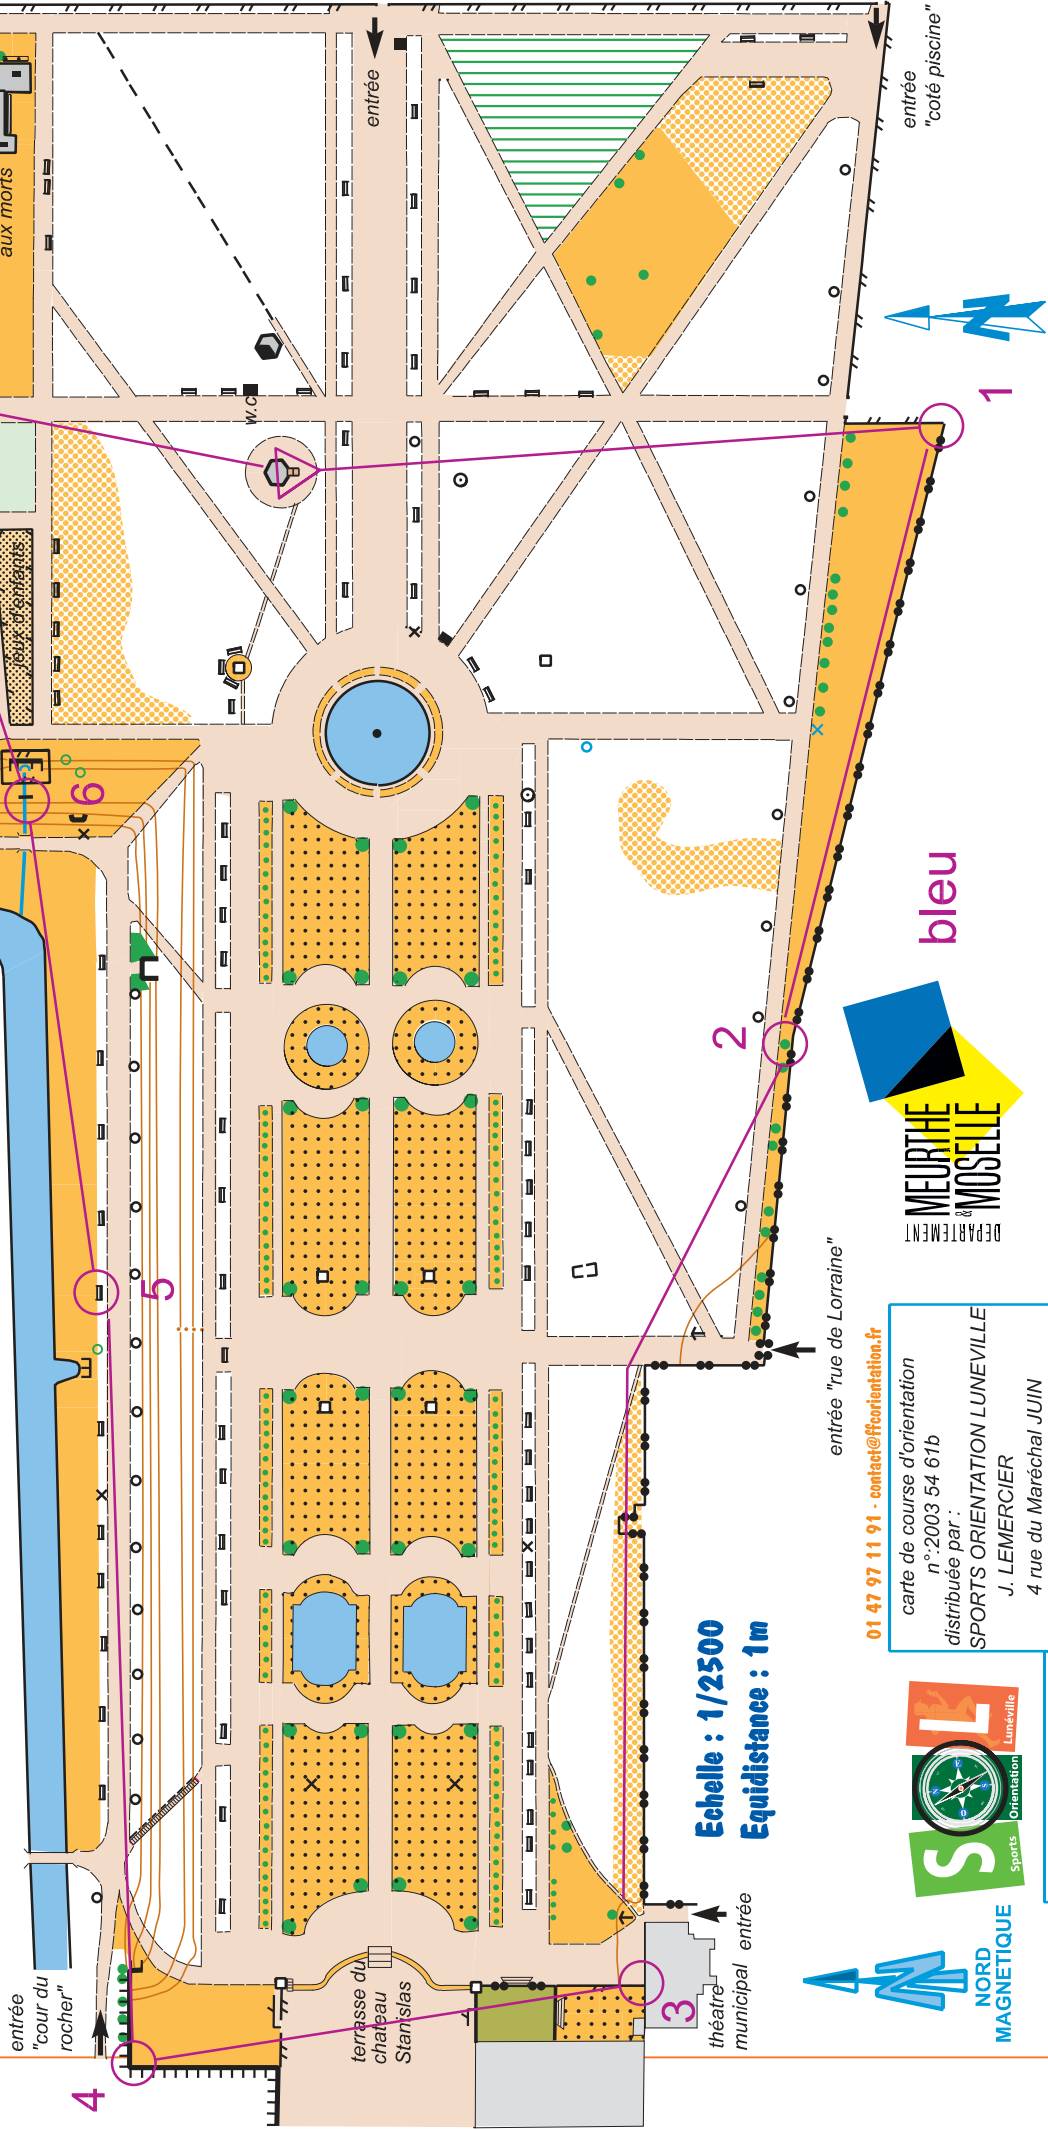 aux morts
entrée
entrée
"coté piscine"
w.c
jeux d'enfants
N
1
6
bleu
2
DEPARTEMENT
MEURTHE
&
MOSELLE
5
entrée "rue de Lorraine"
01 47 97 11 91 - contact@ffcorientation.fr
carte de course d'orientation
n°:2003 54 61b
distribuée par :
SPORTS ORIENTATION LUNEVILLE
J. LEMERCIER
4 rue du Maréchal JUIN
Echelle : 1/2500
Equidistance : 1m
S
L
Sports
Orientation
Lunéville
entrée
"cour du
rocher"
terrasse du
chateau
Stanislas
3
théatre
municipal
entrée
N
NORD
MAGNETIQUE
4